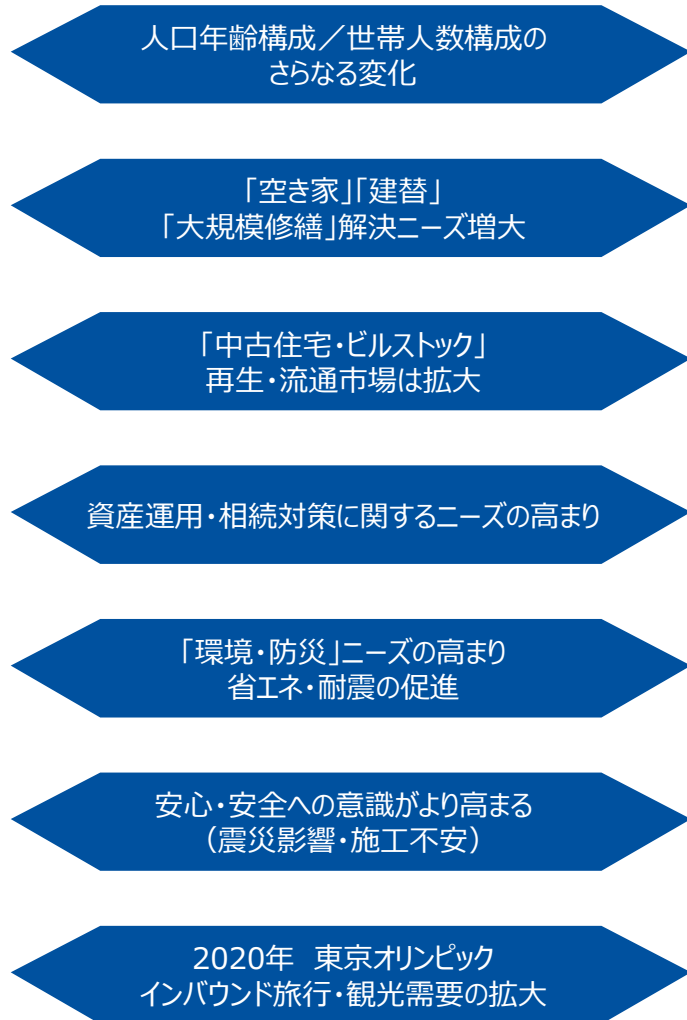 人口年齢構成／世帯人数構成の
さらなる変化
「空き家」「建替」
「大規模修繕」解決ニーズ増大
「中古住宅・ビルストック」
再生・流通市場は拡大
資産運用・相続対策に関するニーズの高まり
「環境・防災」ニーズの高まり
省エネ・耐震の促進
安心・安全への意識がより高まる
（震災影響・施工不安）
2020年　東京オリンピック
インバウンド旅行・観光需要の拡大